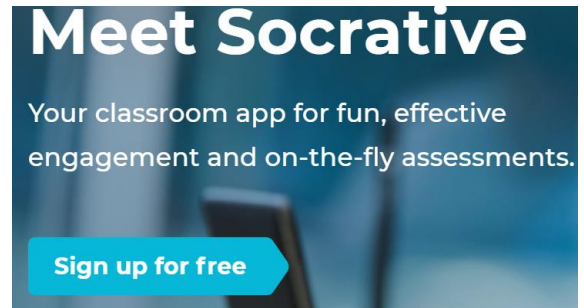 Meet Socrative
Your classroom app for fun, effective
engagement and on-the-fly assessments.
Sign up for free